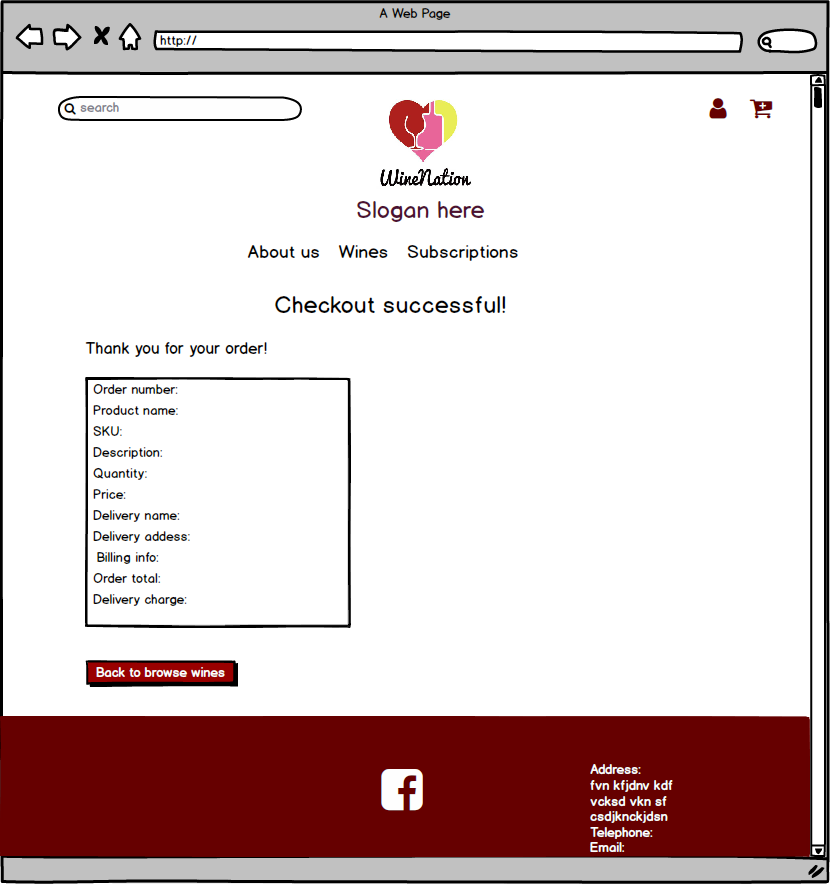 A Web Page
http://
search
WineNation
Slogan here
About us Wines Subscriptions
Checkout successful!
Thank you for your order!
Order number:
Product name:
SKU:
Description:
Quantity:
Price:
Delivery name:
Delivery addess:
Billing info:
Order total:
Delivery charge:
Back to browse wines
Address:
fvn kfjdnv kdf
vcksd vkn sf
csdjknckjdsn
Telephone:
Email: